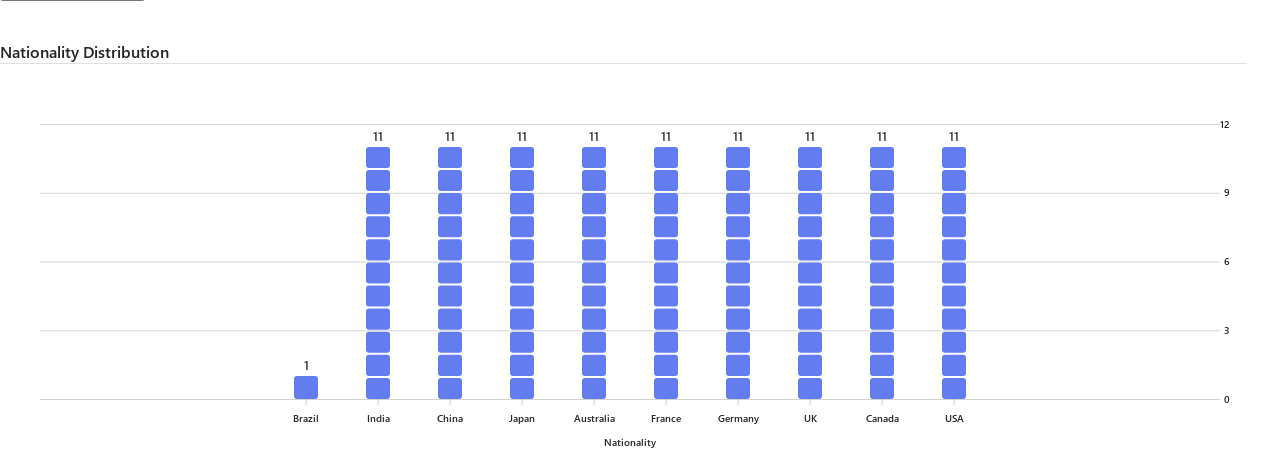 Nationality Distribution
12
11 11 11 11 11 11 11 11 11
9
6
3
1
0
Brazil India China Japan Australia France Germany UK Canada USA
Nationality